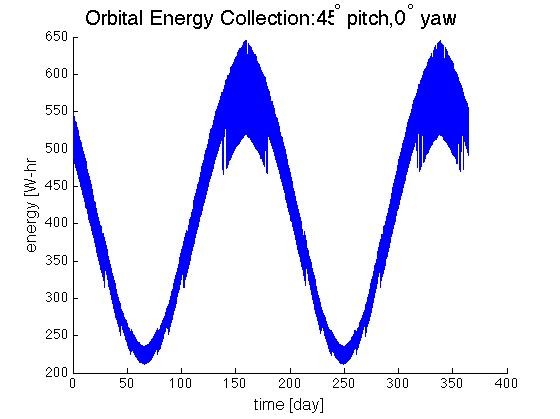 Orbital Energy Collection:45° pitch,0° yaw
650
600
550
500
450
400
350
300
250
200
energy [W-hr]
0 50 100 150 200 250 300 350 400
time [day]